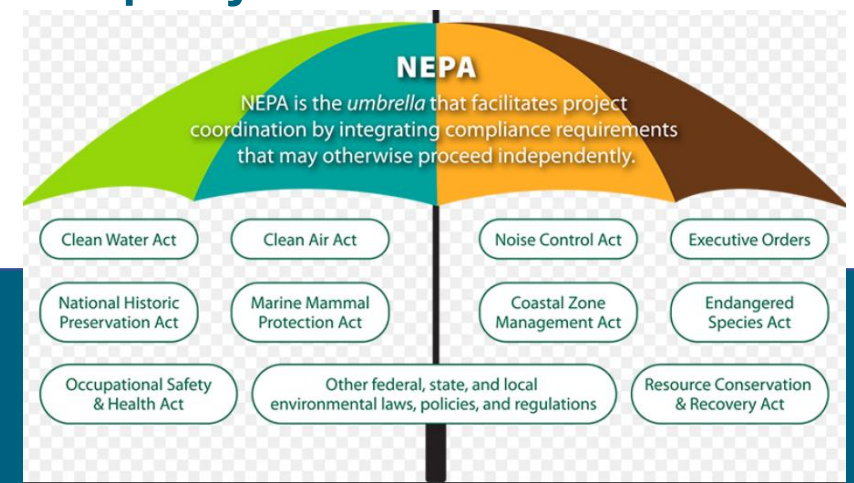 NEPA
NEPA is the umbrella that facilitates project
coordination by integrating compliance requirements
that may otherwise proceed independently.
Clean Water Act
Clean Air Act
Noise Control Act
Executive Orders
National Historic
Preservation Act
Marine Mammal
Protection Act
Coastal Zone
Management Act
Endangered
Species Act
Occupational Safety
& Health Act
Other federal, state, and local
environmental laws, policies, and regulations
Resource Conservation
& Recovery Act